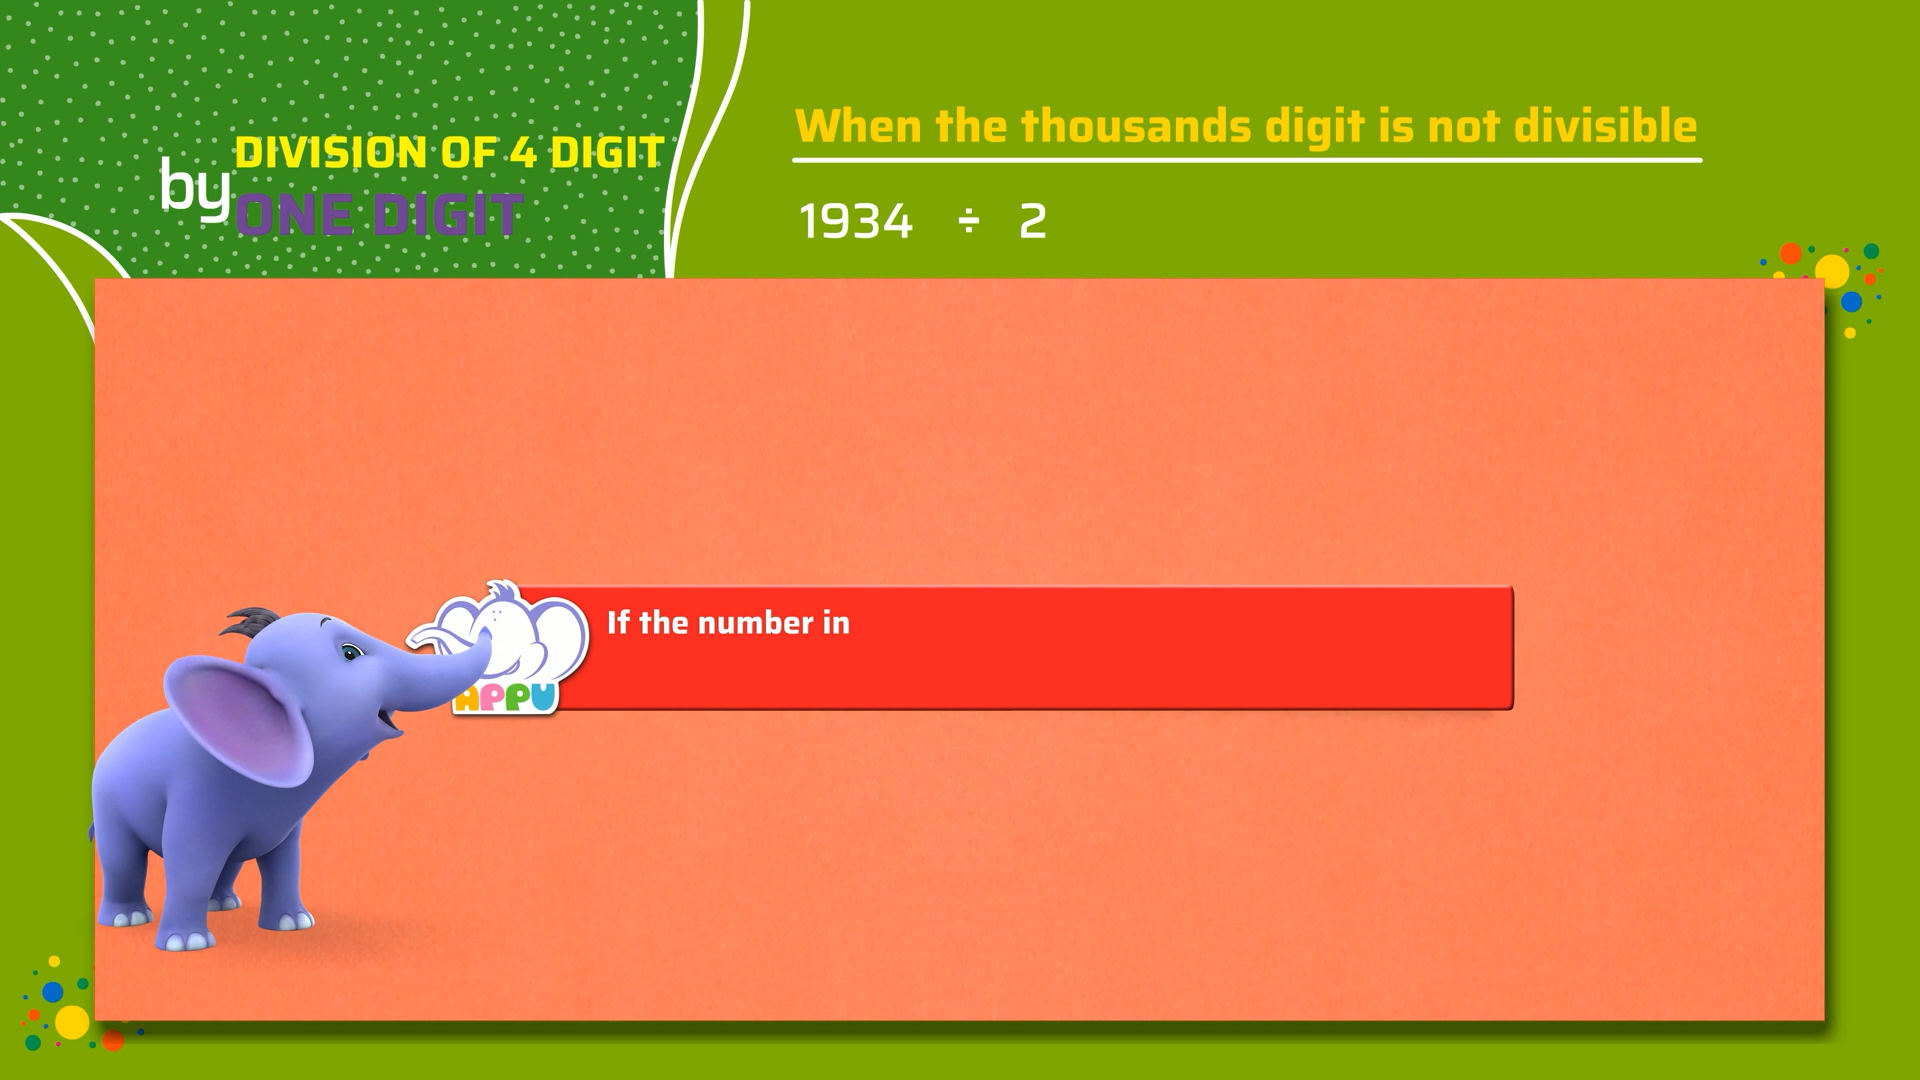 DIVISION OF 4 DIGIT
by ONE DIGIT
When the thousands digit is not divisible
1934 ÷ 2
If the number in
APPU